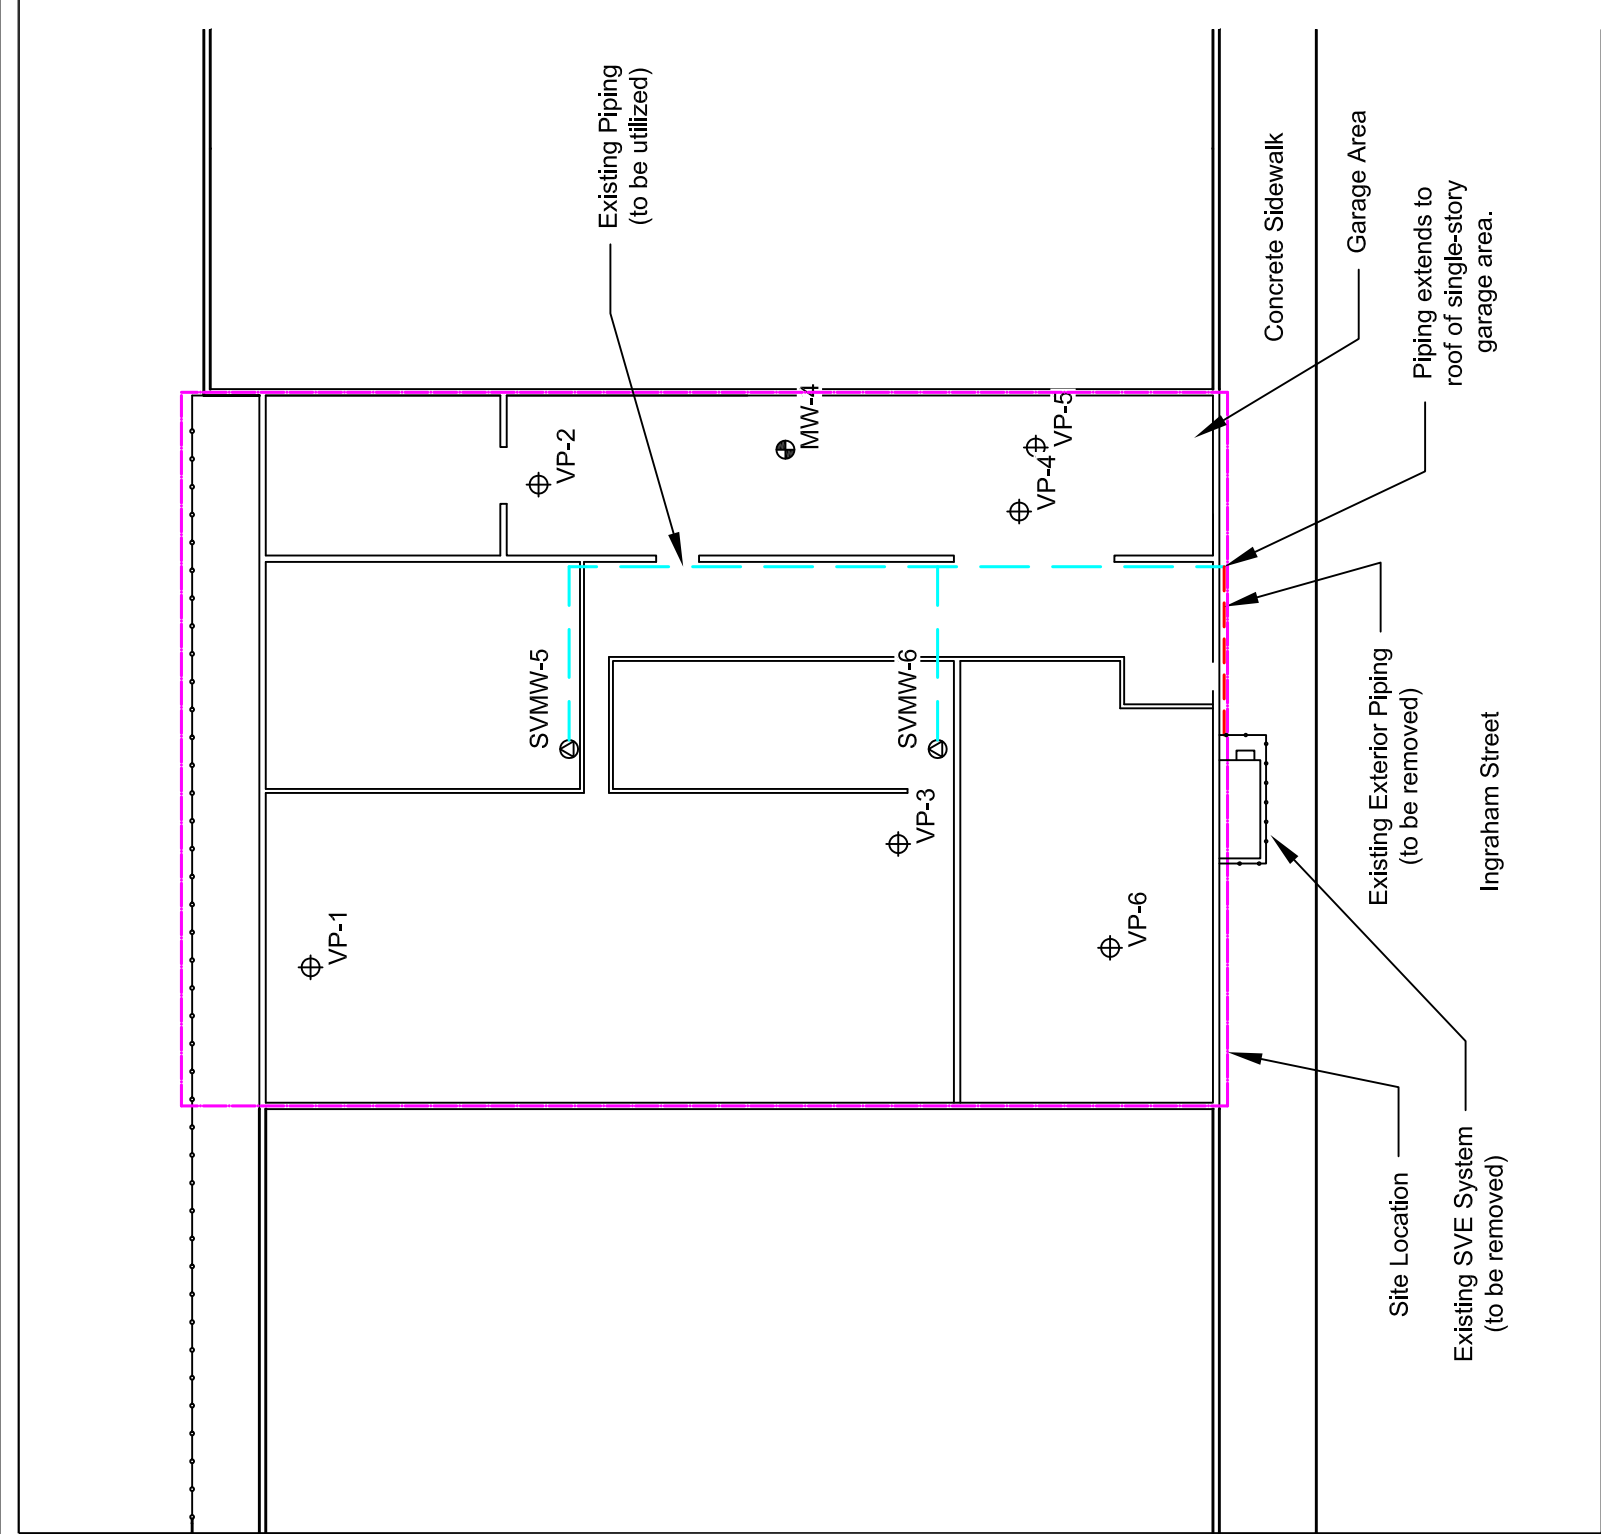 Existing Piping
(to be utilized)
Concrete Sidewalk
Garage Area
Piping extends to
roof of single-story
garage area.
VP-2
MW-4
VP-5
VP-4
SVMW-5
SVMW-6
VP-3
VP-1
VP-6
Existing Exterior Piping
(to be removed)
Ingraham Street
Site Location
Existing SVE System
(to be removed)